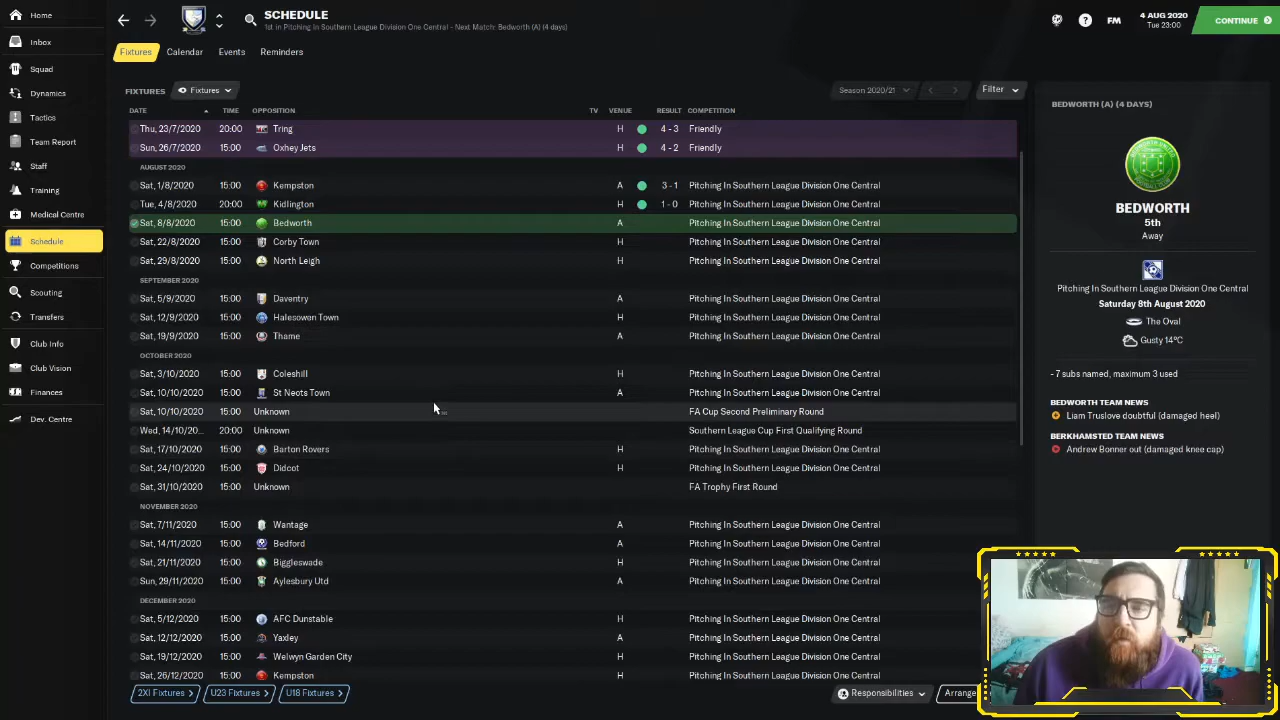 Home
SCHEDULE
1st in Pitching In Southern League Division One Central - Next Match: Bedworth (A) (4 days)
FM
4 AUG 2020
Tue 23:00
CONTINUE
Inbox
Squad
Dynamics
Tactics
Team Report
Staff
Training
Medical Centre
Schedule
Competitions
Scouting
Transfers
Club Info
Club Vision
Finances
Dev. Centre
Fixtures Calendar Events Reminders
FIXTURES Fixtures Season 2020/21 Filter
DATE TIME OPPOSITION TV VENUE RESULT COMPETITION
Thu, 23/7/2020 20:00 Tring H 4 - 3 Friendly
Sun, 26/7/2020 15:00 Oxhey Jets H 4 - 2 Friendly
AUGUST 2020
Sat, 1/8/2020 15:00 Kempston A 3 - 1 Pitching In Southern League Division One Central
Tue, 4/8/2020 20:00 Kidlington H 1 - 0 Pitching In Southern League Division One Central
Sat, 8/8/2020 15:00 Bedworth A Pitching In Southern League Division One Central
Sat, 22/8/2020 15:00 Corby Town H Pitching In Southern League Division One Central
Sat, 29/8/2020 15:00 North Leigh H Pitching In Southern League Division One Central
SEPTEMBER 2020
Sat, 5/9/2020 15:00 Daventry A Pitching In Southern League Division One Central
Sat, 12/9/2020 15:00 Halesowen Town H Pitching In Southern League Division One Central
Sat, 19/9/2020 15:00 Thame A Pitching In Southern League Division One Central
OCTOBER 2020
Sat, 3/10/2020 15:00 Coleshill H Pitching In Southern League Division One Central
Sat, 10/10/2020 15:00 St Neots Town A Pitching In Southern League Division One Central
Sat, 10/10/2020 15:00 Unknown FA Cup Second Preliminary Round
Wed, 14/10/20... 20:00 Unknown Southern League Cup First Qualifying Round
Sat, 17/10/2020 15:00 Barton Rovers H Pitching In Southern League Division One Central
Sat, 24/10/2020 15:00 Didcot H Pitching In Southern League Division One Central
Sat, 31/10/2020 15:00 Unknown FA Trophy First Round
NOVEMBER 2020
Sat, 7/11/2020 15:00 Wantage A Pitching In Southern League Division One Central
Sat, 14/11/2020 15:00 Bedford A Pitching In Southern League Division One Central
Sat, 21/11/2020 15:00 Biggleswade H Pitching In Southern League Division One Central
Sun, 29/11/2020 15:00 Aylesbury Utd A Pitching In Southern League Division One Central
DECEMBER 2020
Sat, 5/12/2020 15:00 AFC Dunstable H Pitching In Southern League Division One Central
Sat, 12/12/2020 15:00 Yaxley A Pitching In Southern League Division One Central
Sat, 19/12/2020 15:00 Welwyn Garden City H Pitching In Southern League Division One Central
Sat, 26/12/2020 15:00 Kempston H Pitching In Southern League Division One Central
2XI Fixtures U23 Fixtures U18 Fixtures Responsibilities Arrange
BEDWORTH (A) (4 DAYS)
BEDWORTH
5th
Away
Pitching In Southern League Division One Central
Saturday 8th August 2020
The Oval
Gusty 14°C
- 7 subs named, maximum 3 used
BEDWORTH TEAM NEWS
Liam Truslove doubtful (damaged heel)
BERKHAMSTED TEAM NEWS
Andrew Bonner out (damaged knee cap)